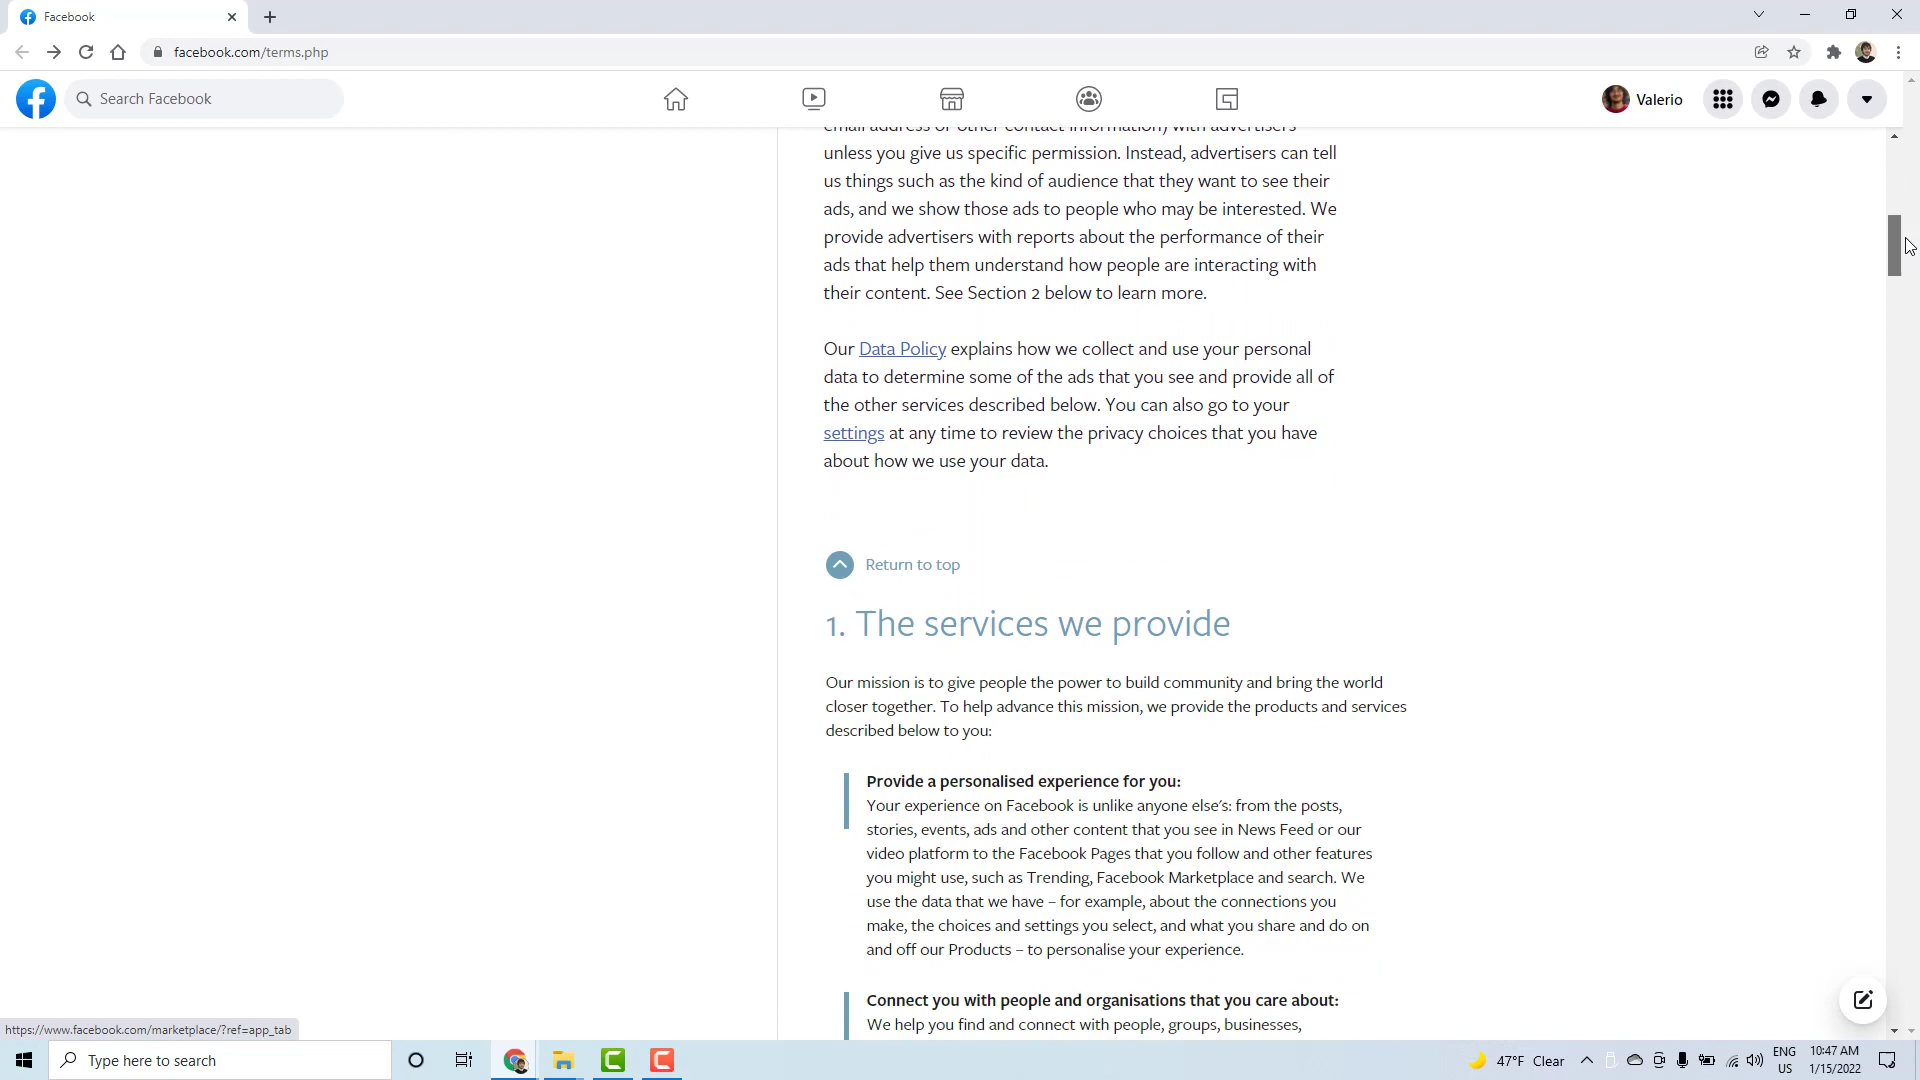 Facebook
facebook.com/terms.php
Search Facebook
Valerio
email address or other contact information) with advertisers
unless you give us specific permission. Instead, advertisers can tell
us things such as the kind of audience that they want to see their
ads, and we show those ads to people who may be interested. We
provide advertisers with reports about the performance of their
ads that help them understand how people are interacting with
their content. See Section 2 below to learn more.
Our Data Policy explains how we collect and use your personal
data to determine some of the ads that you see and provide all of
the other services described below. You can also go to your
settings at any time to review the privacy choices that you have
about how we use your data.
Return to top
1. The services we provide
Our mission is to give people the power to build community and bring the world
closer together. To help advance this mission, we provide the products and services
described below to you:
Provide a personalised experience for you:
Your experience on Facebook is unlike anyone else's: from the posts,
stories, events, ads and other content that you see in News Feed or our
video platform to the Facebook Pages that you follow and other features
you might use, such as Trending, Facebook Marketplace and search. We
use the data that we have – for example, about the connections you
make, the choices and settings you select, and what you share and do on
and off our Products – to personalise your experience.
Connect you with people and organisations that you care about:
We help you find and connect with people, groups, businesses,
https://www.facebook.com/marketplace/?ref=app_tab
Type here to search
47°F Clear
ENG
US
10:47 AM
1/15/2022